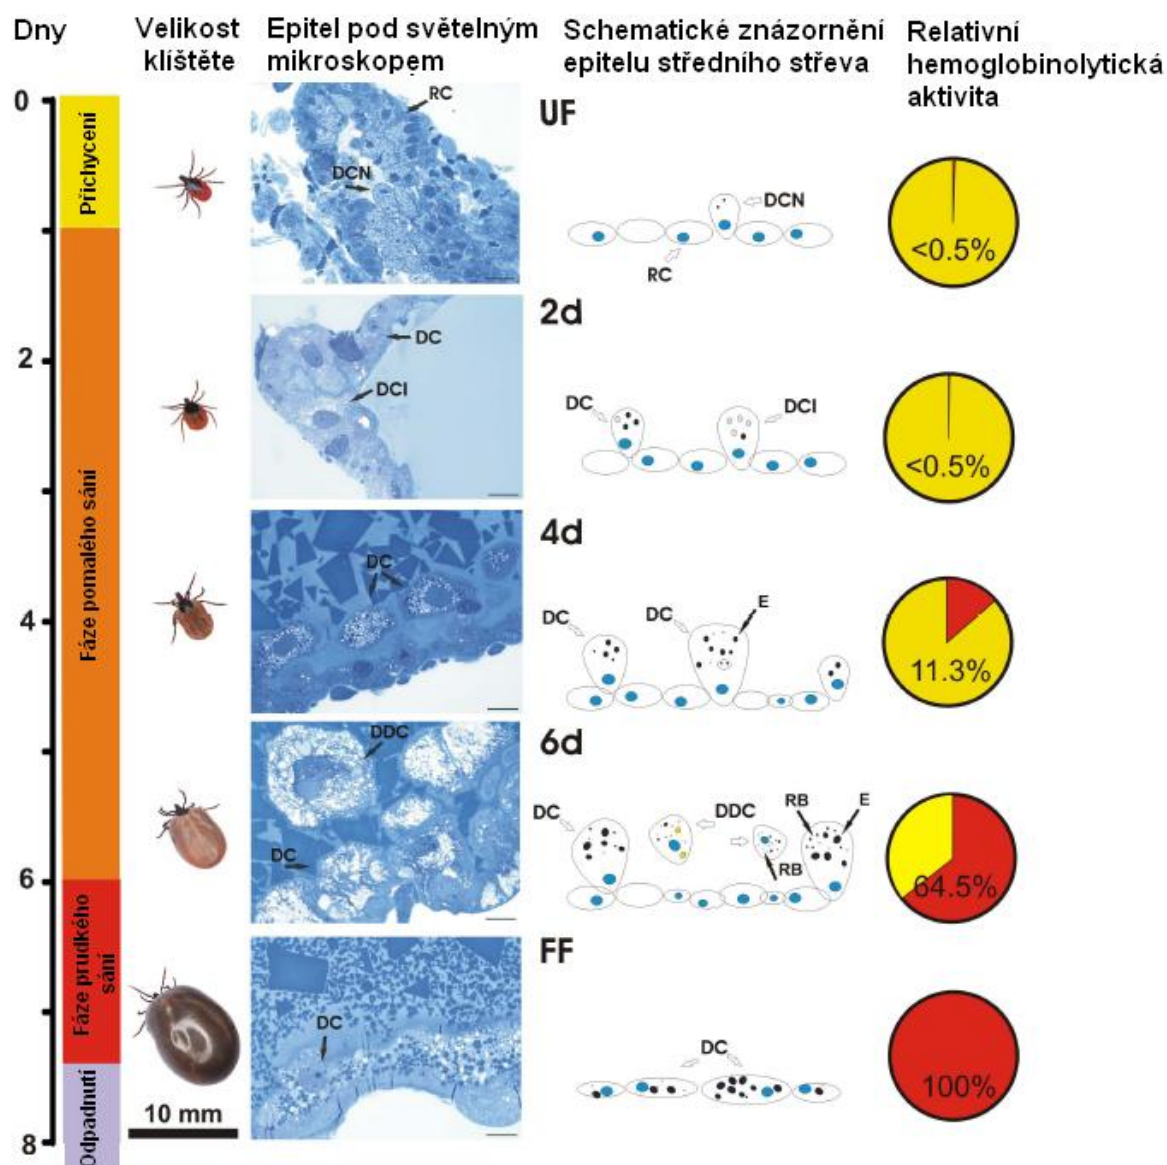 Dny
Velikost
klíštěte
Epitel pod světelným
mikroskopem
Schematické znázornění
epitelu středního střeva
Relativní
hemoglobinolytická
aktivita
0
Přichycení
RC
DCN
UF
DCN
RC
<0.5%
2
Fáze pomalého sání
DC
DCI
2d
DC
DCI
<0.5%
4
DC
4d
DC
DC
E
11.3%
6
DDC
DC
6d
DC
DDC
RB
E
RB
64.5%
Fáze prudkého
sání
DC
FF
DC
100%
Odpadnutí
10 mm
8